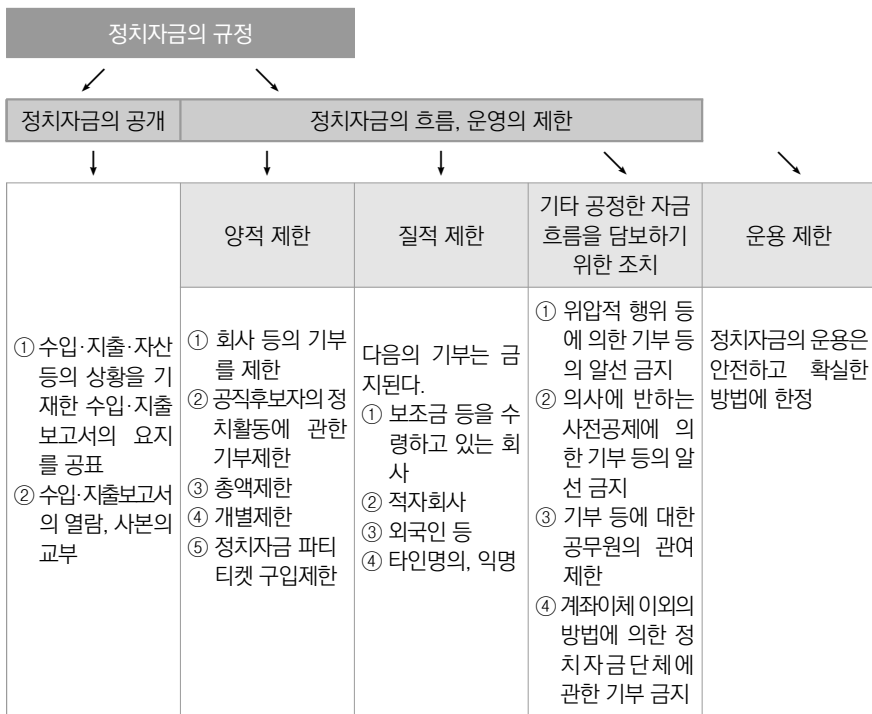 정치자금의 규정
정치자금의 공개
정치자금의 흐름, 운영의 제한
양적 제한
질적 제한
기타 공정한 자금
흐름을 담보하기
위한 조치
운용 제한
① 수입·지출·자산
등의 상황을 기
재한 수입·지출
보고서의 요지
를 공표
② 수입·지출보고서
의 열람, 사본의
교부
① 회사 등의 기부
를 제한
② 공직후보자의 정
치활동에 관한
기부제한
③ 총액제한
④ 개별제한
⑤ 정치자금 파티
티켓 구입제한
다음의 기부는 금
지된다.
① 보조금 등을 수
령하고 있는 회
사
② 적자회사
③ 외국인 등
④ 타인명의, 익명
① 위압적 행위 등
에 의한 기부 등
의 알선 금지
② 의사에 반하는
사전공제에 의
한 기부 등의 알
선 금지
③ 기부 등에 대한
공무원의 관여
제한
④ 계좌이체 이외의
방법에 의한 정
치자금단체에
관한 기부 금지
정치자금의 운용은
안전하고 확실한
방법에 한정